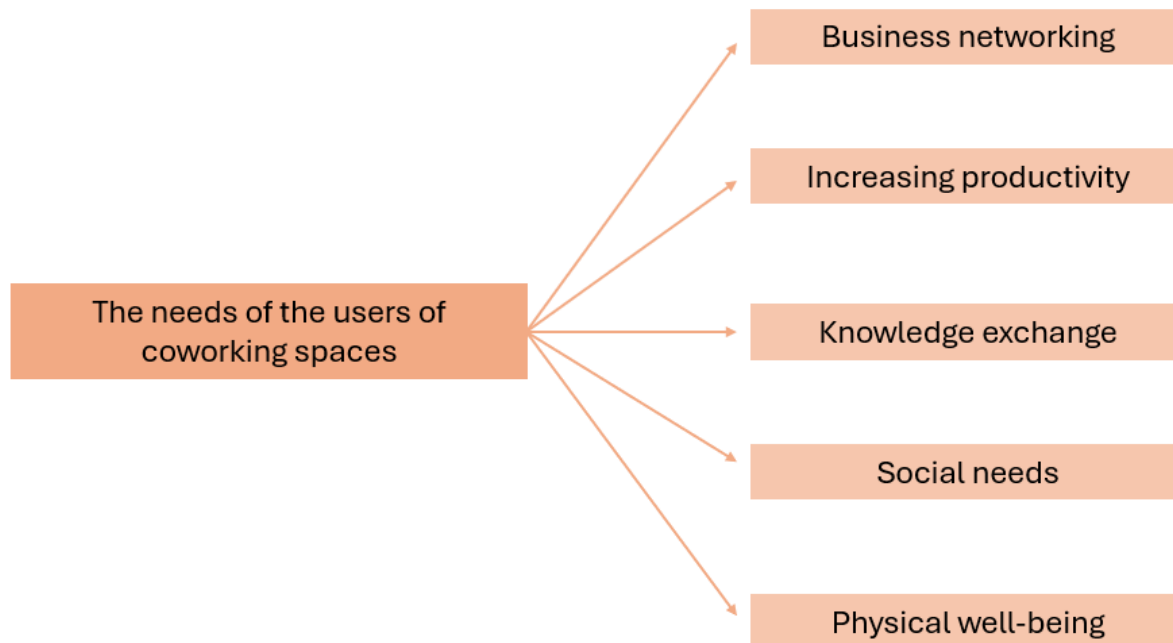 Business networking
Increasing productivity
The needs of the users of
coworking spaces
Knowledge exchange
Social needs
Physical well-being